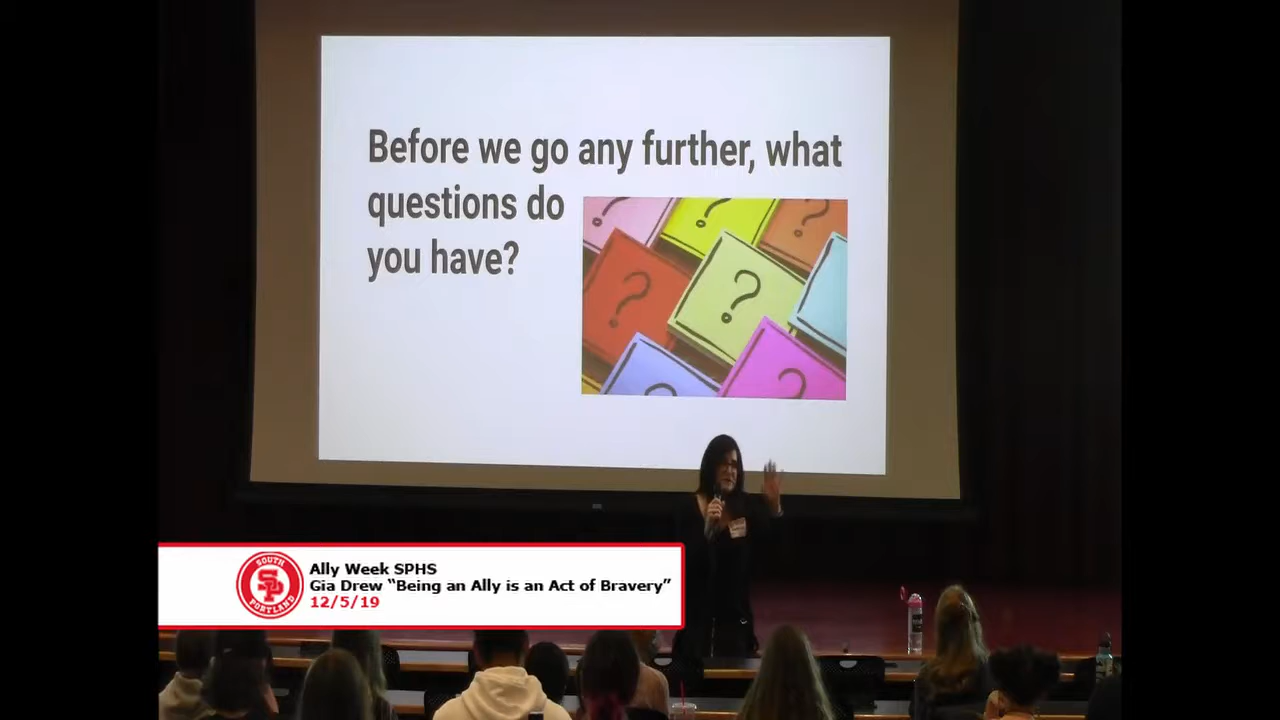 Before we go any further, what
questions do
you have?
? ? ?
? ?
? ?
SOUTH
SP
PORTLAND
Ally Week SPHS
Gia Drew “Being an Ally is an Act of Bravery”
12/5/19